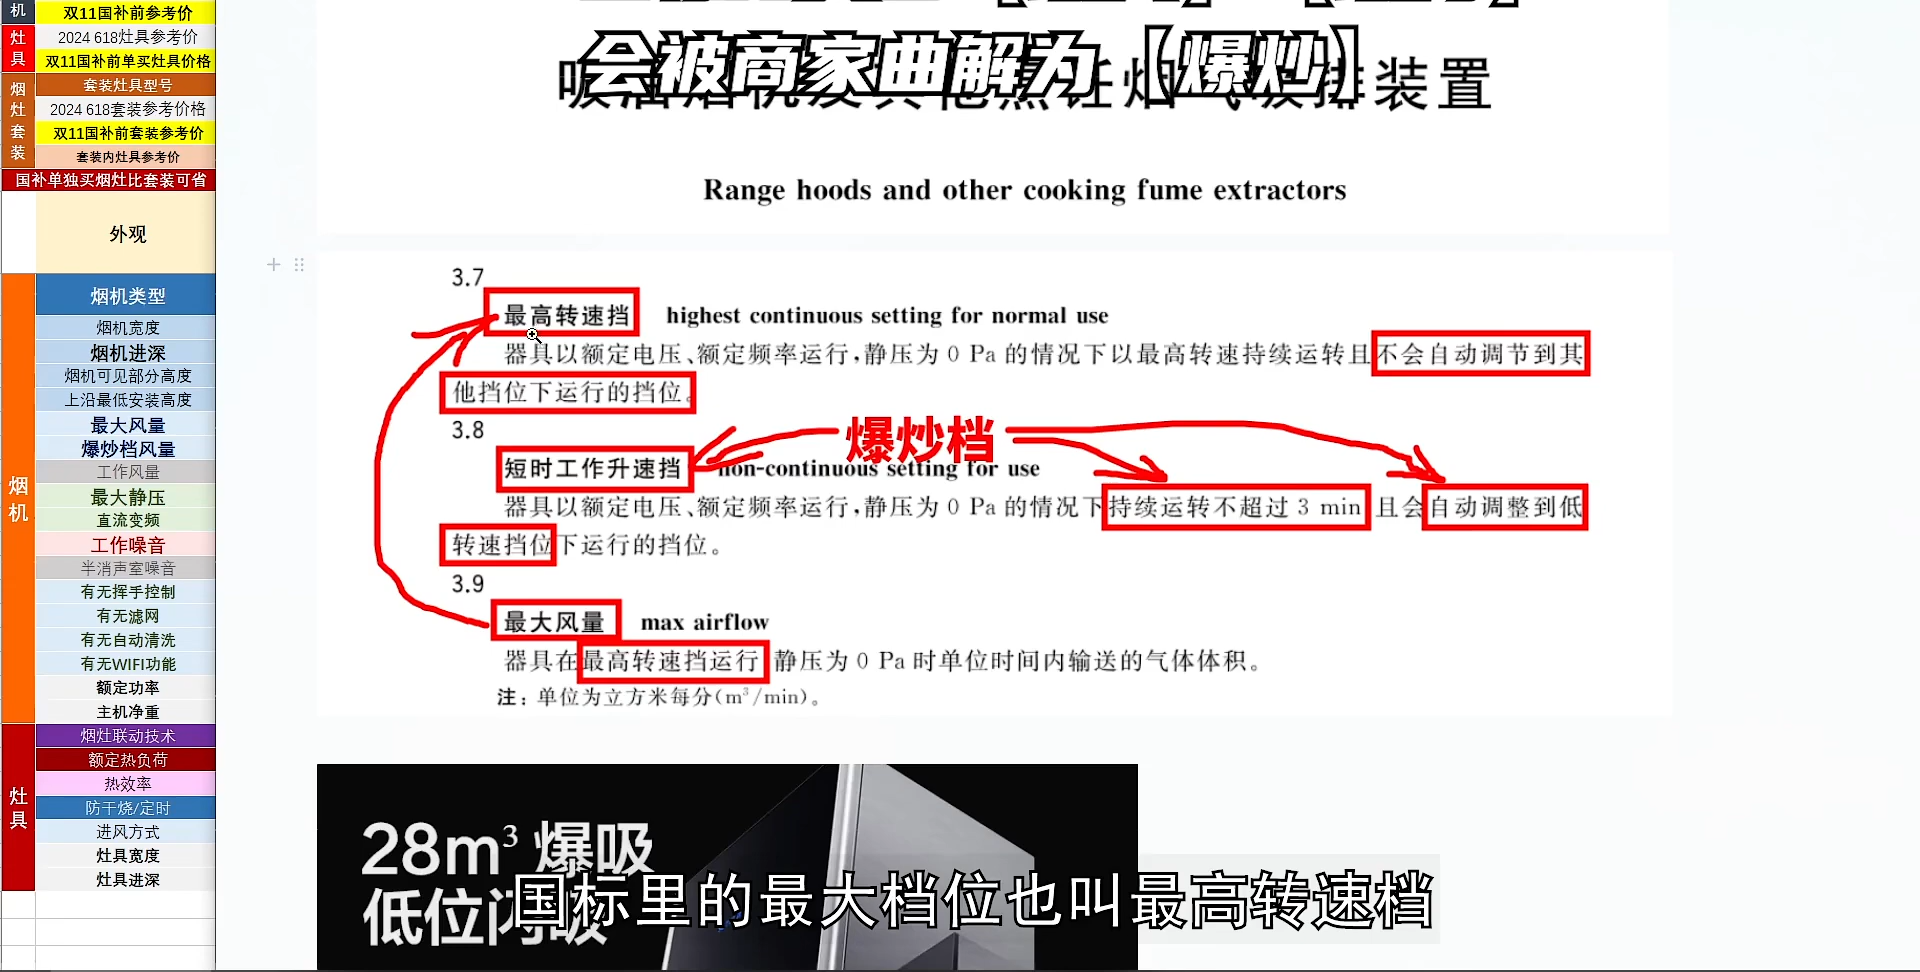 机
双11国补前参考价
灶具
2024 618灶具参考价
双11国补前单买灶具价格
烟灶套装
套装灶具型号
2024 618套装参考价格
双11国补前套装参考价
套装内灶具参考价
国补单独买烟灶比套装可省
外观
烟机
烟机类型
烟机宽度
烟机进深
烟机可见部分高度
上沿最低安装高度
最大风量
爆炒档风量
工作风量
最大静压
直流变频
工作噪音
半消声室噪音
有无挥手控制
有无滤网
有无自动清洗
有无WIFI功能
额定功率
主机净重
灶具
烟灶联动技术
额定热负荷
热效率
防干烧/定时
进风方式
灶具宽度
灶具进深
会被商家曲解为【爆炒】
装置
Range hoods and other cooking fume extractors
3.7
最高转速挡 highest continuous setting for normal use
器具以额定电压、额定频率运行,静压为 0 Pa 的情况下以最高转速持续运转且不会自动调节到其
他挡位下运行的挡位。
3.8
爆炒档
短时工作升速挡 non-continuous setting for use
器具以额定电压、额定频率运行,静压为 0 Pa 的情况下持续运转不超过 3 min 且会自动调整到低
转速挡位下运行的挡位。
3.9
最大风量 max airflow
器具在最高转速挡运行 静压为 0 Pa 时单位时间内输送的气体体积。
注：单位为立方米每分(m³/min)。
28m³ 爆吸
低位闪吸
国标里的最大档位也叫最高转速档